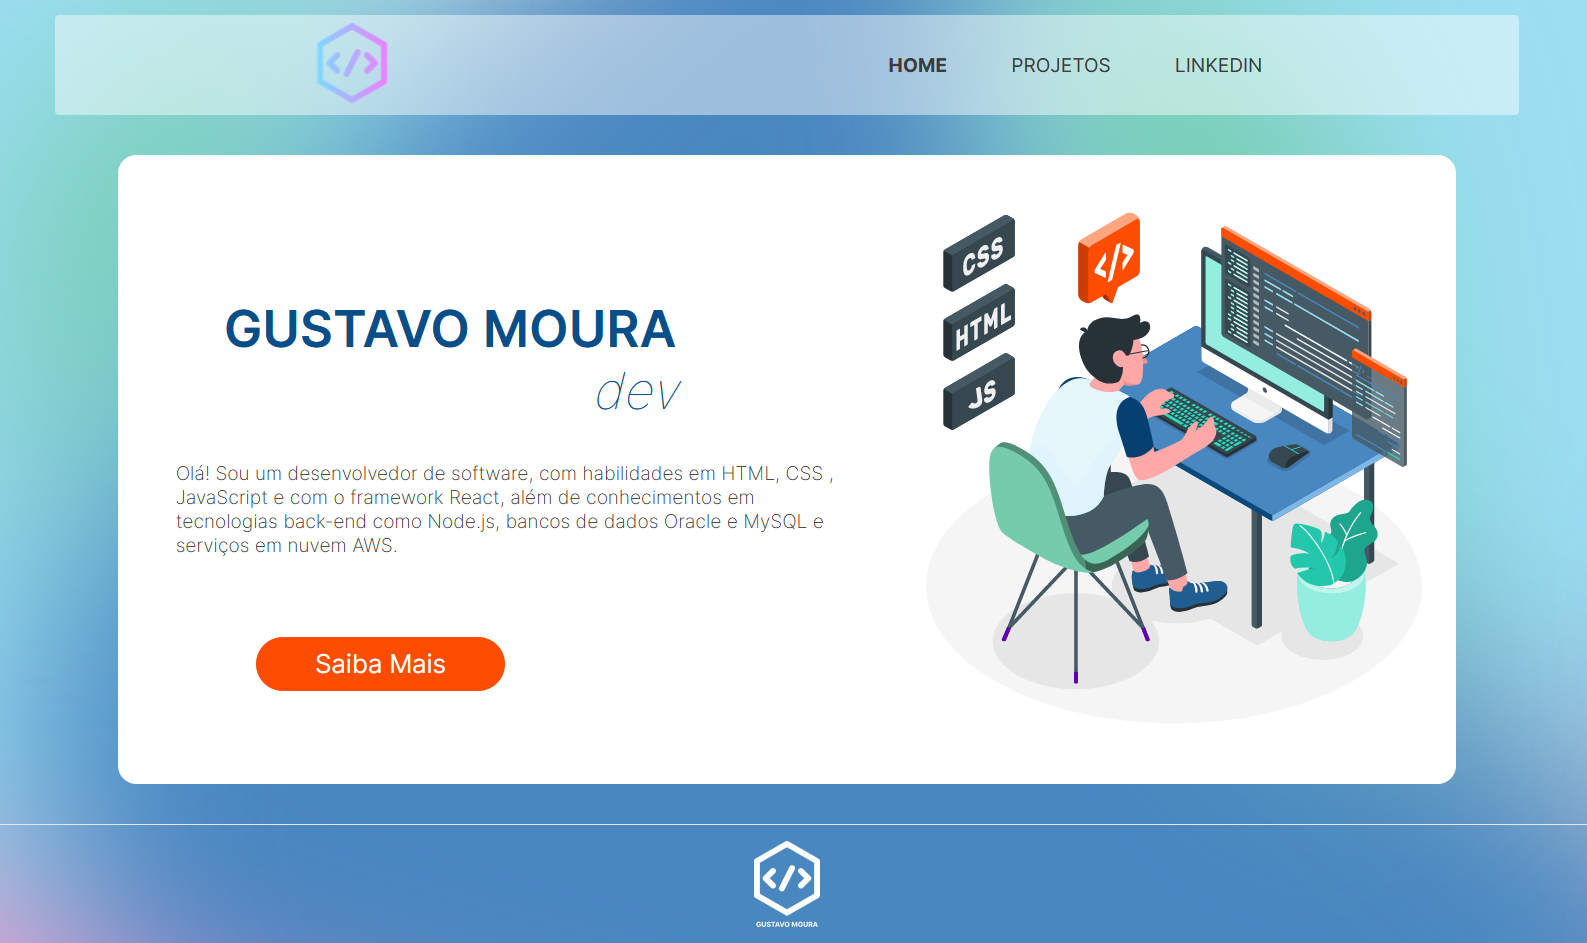 </>
HOME PROJETOS LINKEDIN
GUSTAVO MOURA
dev
Olá! Sou um desenvolvedor de software, com habilidades em HTML, CSS ,
JavaScript e com o framework React, além de conhecimentos em
tecnologias back-end como Node.js, bancos de dados Oracle e MySQL e
serviços em nuvem AWS.
Saiba Mais
CSS
</>
HTML
JS
</>
GUSTAVO MOURA